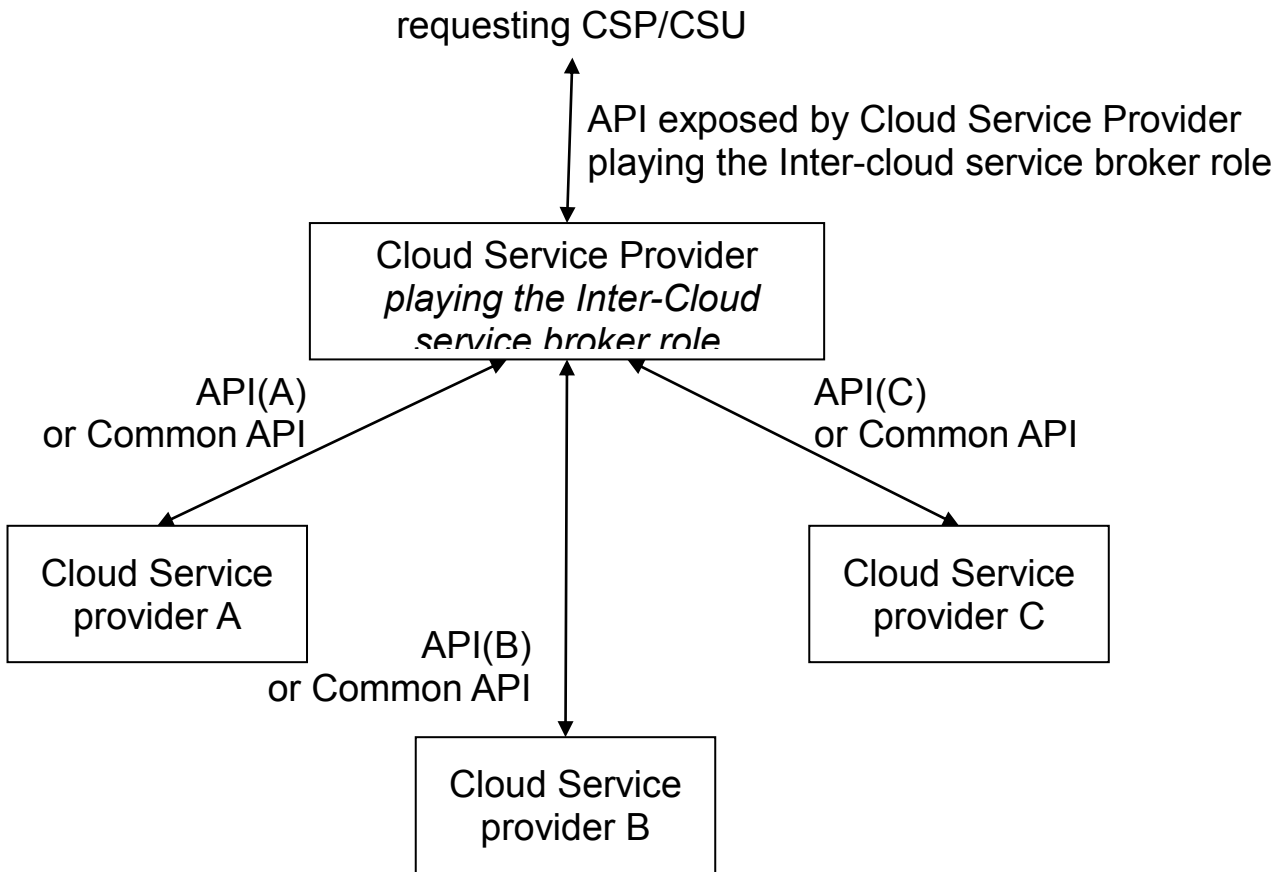 requesting CSP/CSU
API exposed by Cloud Service Provider
playing the Inter-cloud service broker role
Cloud Service Provider
playing the Inter-Cloud
service broker role
API(A)
or Common API
API(C)
or Common API
Cloud Service
provider A
Cloud Service
provider C
API(B)
or Common API
Cloud Service
provider B